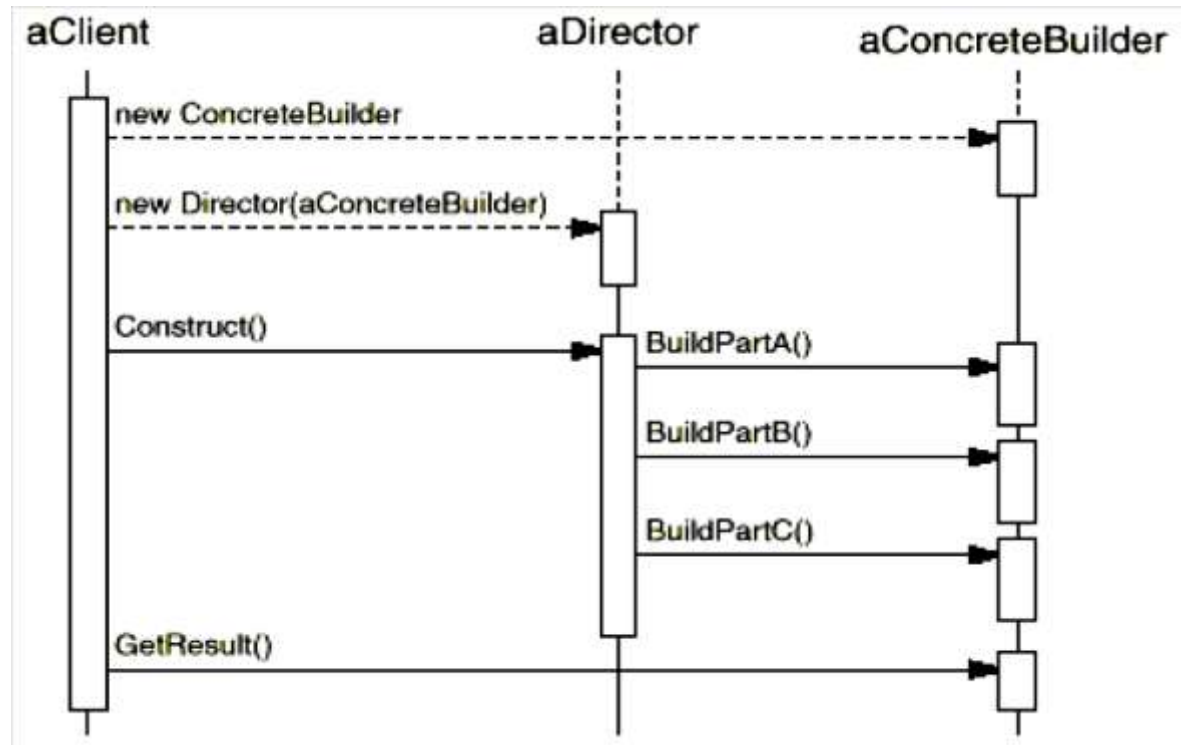 aClient
aDirector
aConcreteBuilder
new ConcreteBuilder
new Director(aConcreteBuilder)
Construct()
BuildPartA()
BuildPartB()
BuildPartC()
GetResult()